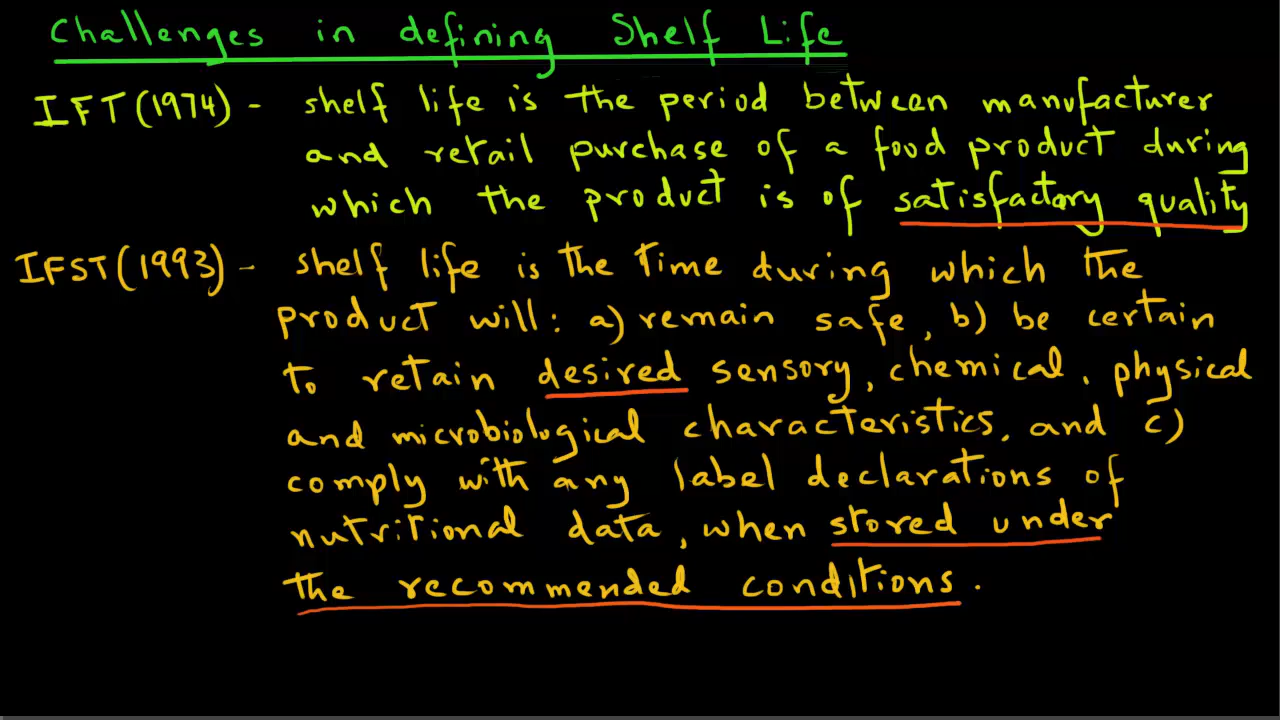 Challenges in defining Shelf Life
IFT (1974) - shelf life is the period between manufacturer
and retail purchase of a food product during
which the product is of satisfactory quality
IFST (1993) - shelf life is the time during which the
product will: a) remain safe, b) be certain
to retain desired sensory, chemical, physical
and microbiological characteristics, and c)
comply with any label declarations of
nutritional data, when stored under
the recommended conditions.